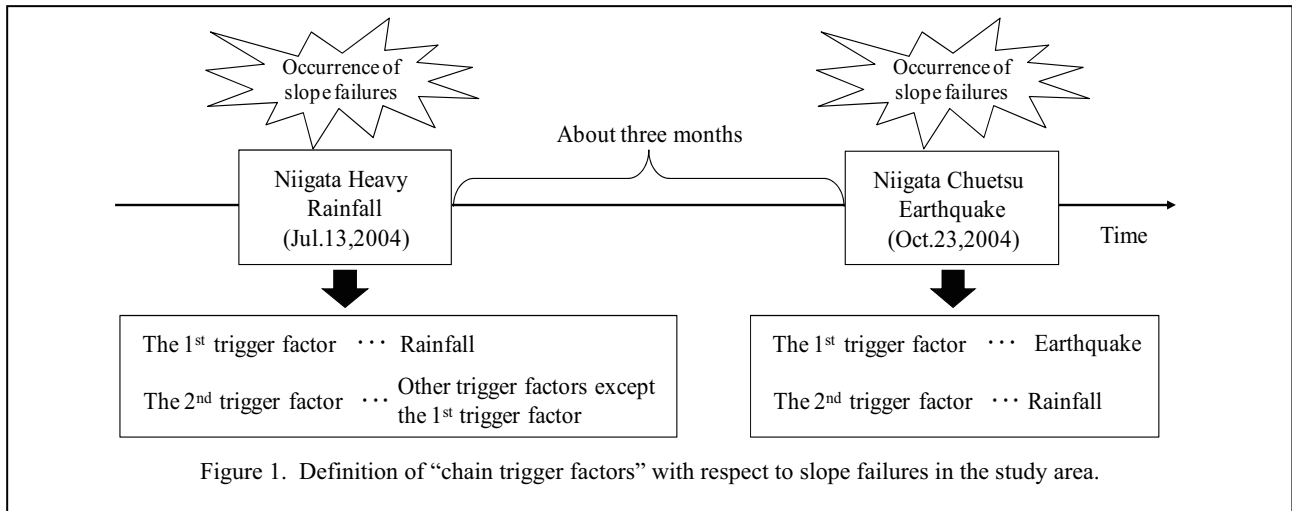 Occurrence of
slope failures
Occurrence of
slope failures
About three months
Niigata Heavy
Rainfall
(Jul.13,2004)
Niigata Chuetsu
Earthquake
(Oct.23,2004)
Time
The 1st trigger factor ··· Rainfall
The 2nd trigger factor ··· Other trigger factors except
the 1st trigger factor
The 1st trigger factor ··· Earthquake
The 2nd trigger factor ··· Rainfall
Figure 1. Definition of “chain trigger factors” with respect to slope failures in the study area.